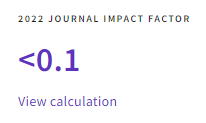 2022 JOURNAL IMPACT FACTOR
<0.1
View calculation